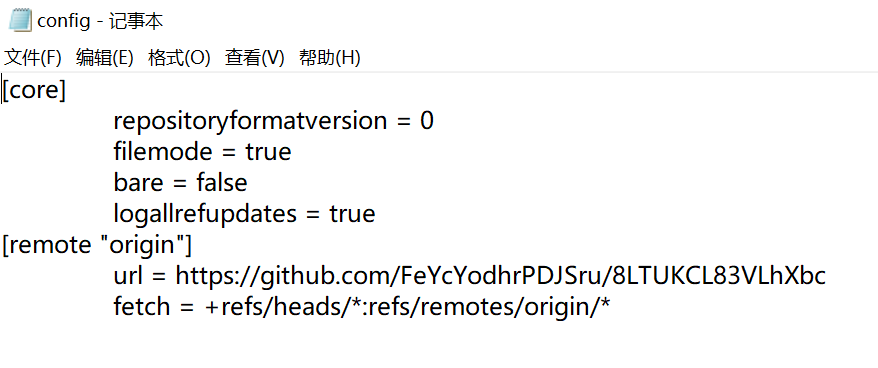 config - 记事本
文件(F) 编辑(E) 格式(O) 查看(V) 帮助(H)
[core]
repositoryformatversion = 0
filemode = true
bare = false
logallrefupdates = true
[remote "origin"]
url = https://github.com/FeYcYodhrPDJSru/8LTUKCL83VLhXbc
fetch = +refs/heads/*:refs/remotes/origin/*